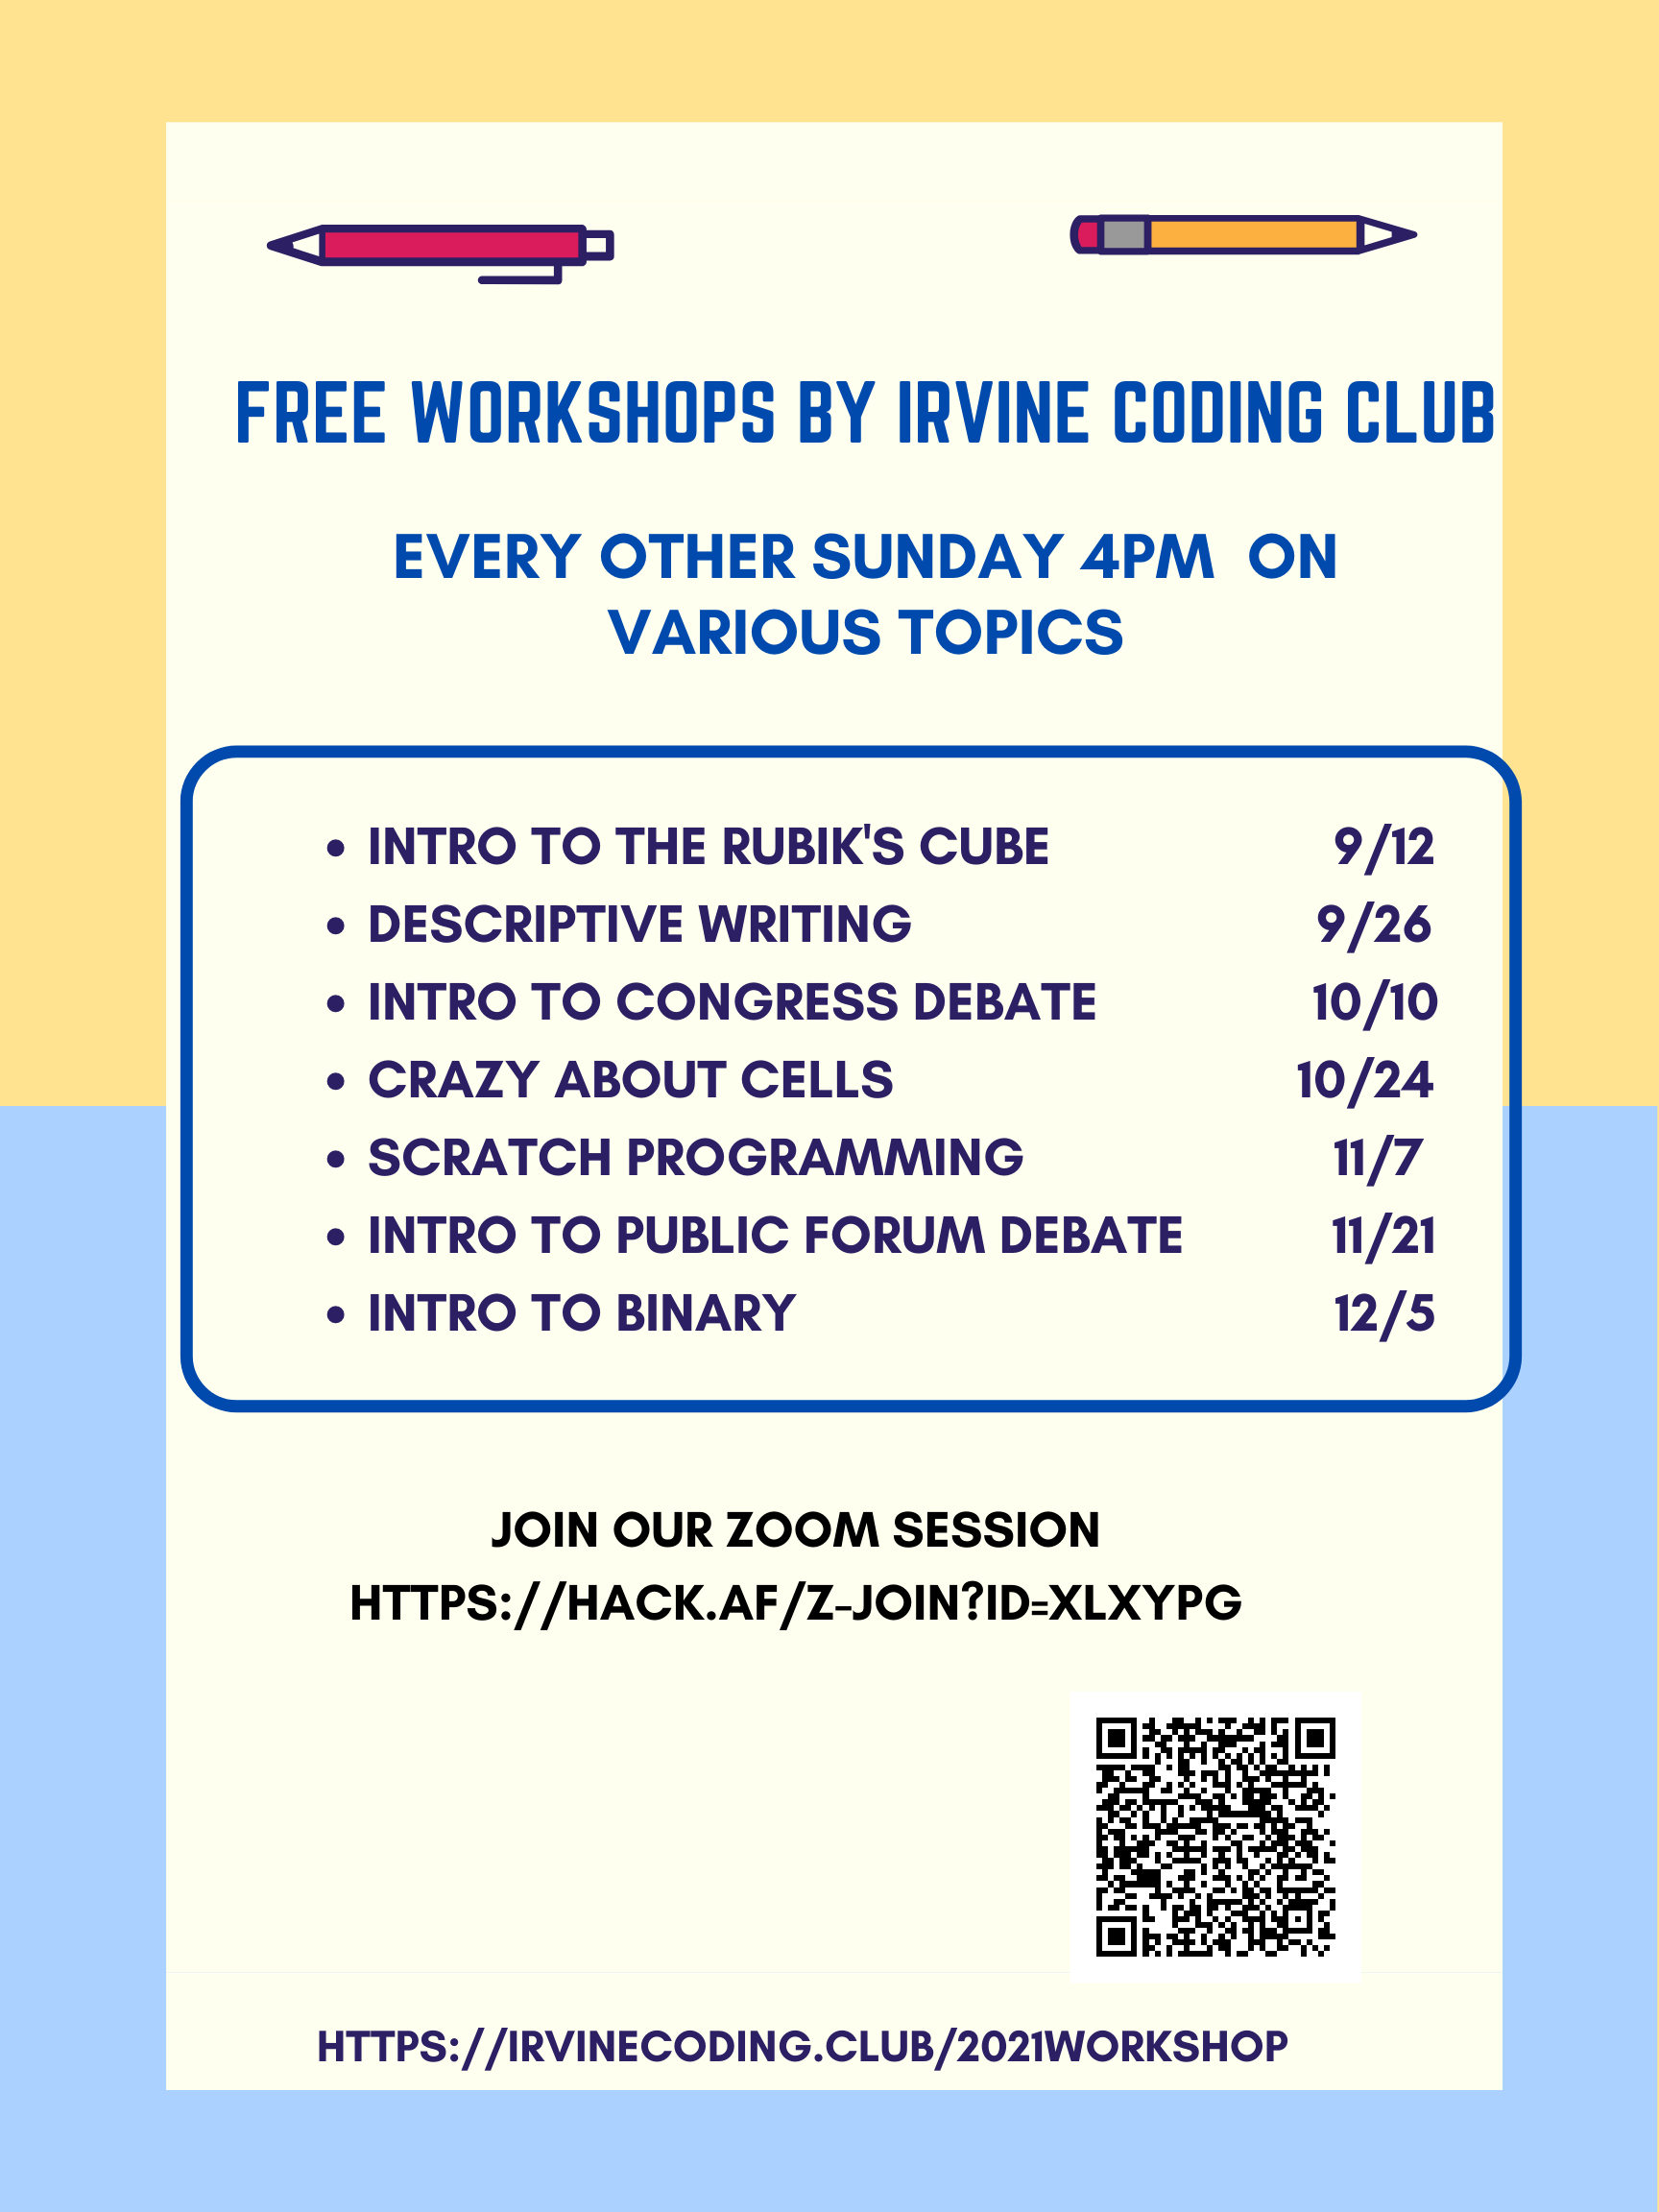 FREE WORKSHOPS BY IRVINE CODING CLUB
EVERY OTHER SUNDAY 4PM  ON
VARIOUS TOPICS
• INTRO TO THE RUBIK'S CUBE 9/12
• DESCRIPTIVE WRITING 9/26
• INTRO TO CONGRESS DEBATE 10/10
• CRAZY ABOUT CELLS 10/24
• SCRATCH PROGRAMMING 11/7
• INTRO TO PUBLIC FORUM DEBATE 11/21
• INTRO TO BINARY 12/5
JOIN OUR ZOOM SESSION
HTTPS://HACK.AF/Z-JOIN?ID=XLXYPG
HTTPS://IRVINECODING.CLUB/2021WORKSHOP